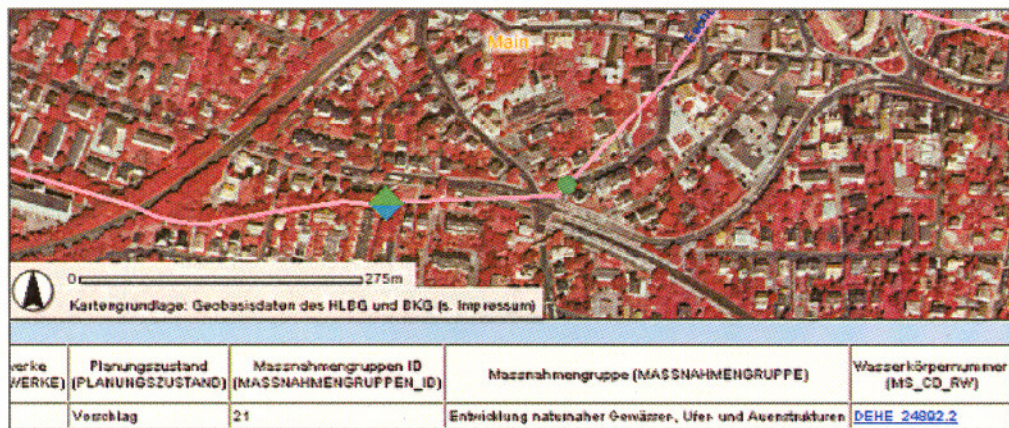 Main
0 275m
Kartengrundlage: Geobasisdaten des HLBG und BKG (s. Impressum)
verke Planungszustand Massnahmengruppen ID Massnahmengruppe (MASSNAHMENGRUPPE) Wasserkörpernummer
WERKE) (PLANUNGSZUSTAND) (MASSNAHMENGRUPPEN_ID) (MS_CD_RW)
Vorschlag 21 Entwicklung naturnaher Gewässer-, Ufer- und Auenstrukturen DEHE_24892.2